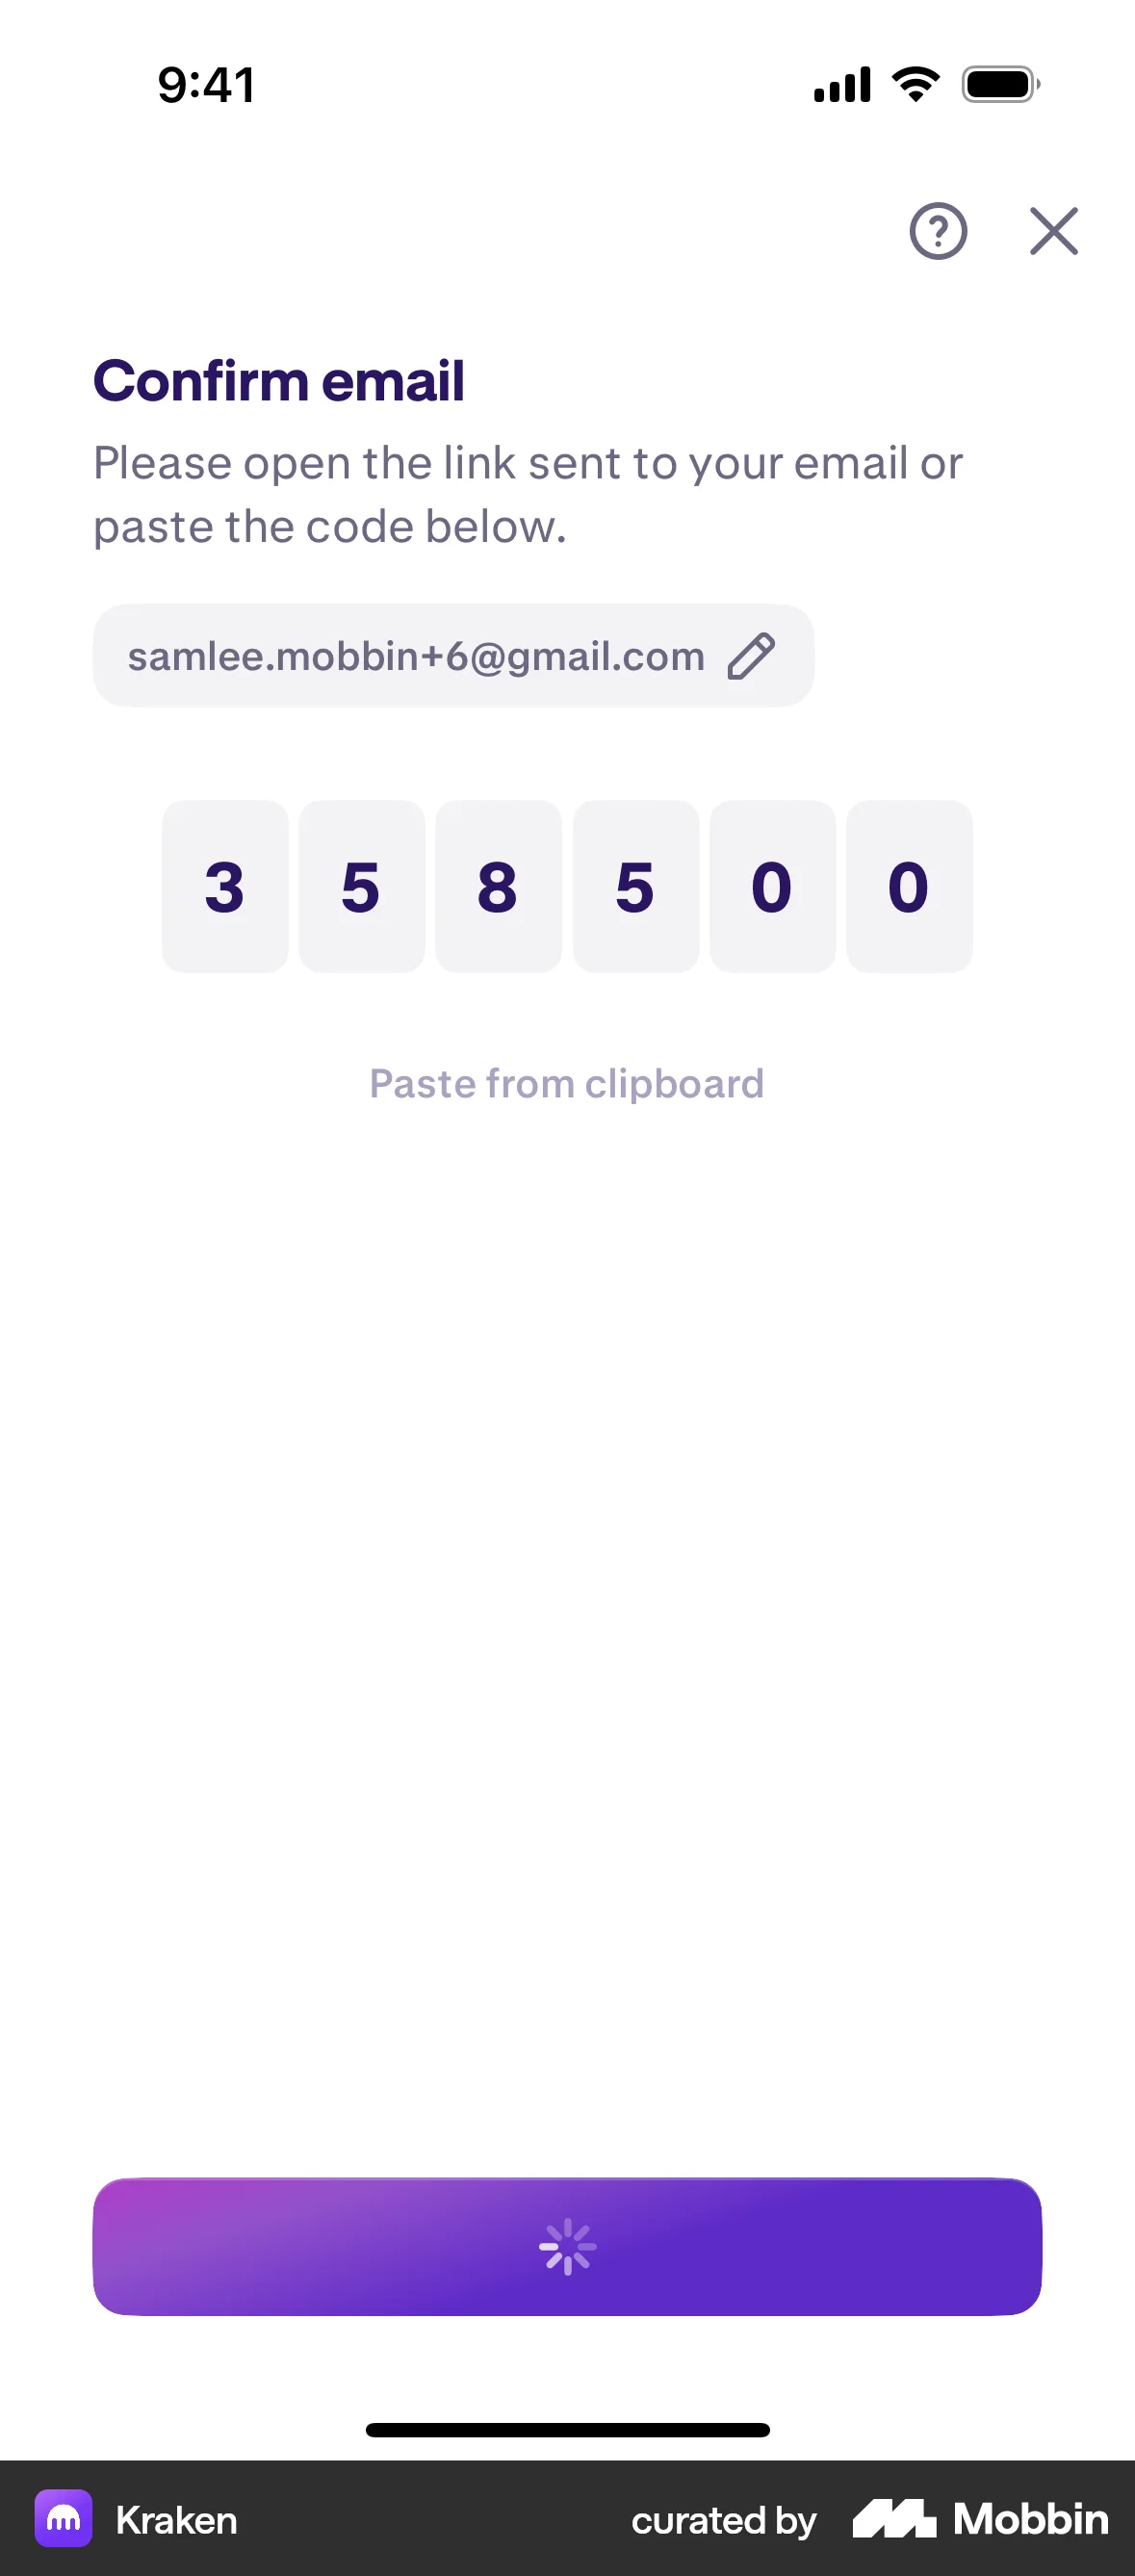 9:41
Confirm email
Please open the link sent to your email or
paste the code below.
samlee.mobbin+6@gmail.com
3 5 8 5 0 0
Paste from clipboard
Kraken curated by Mobbin